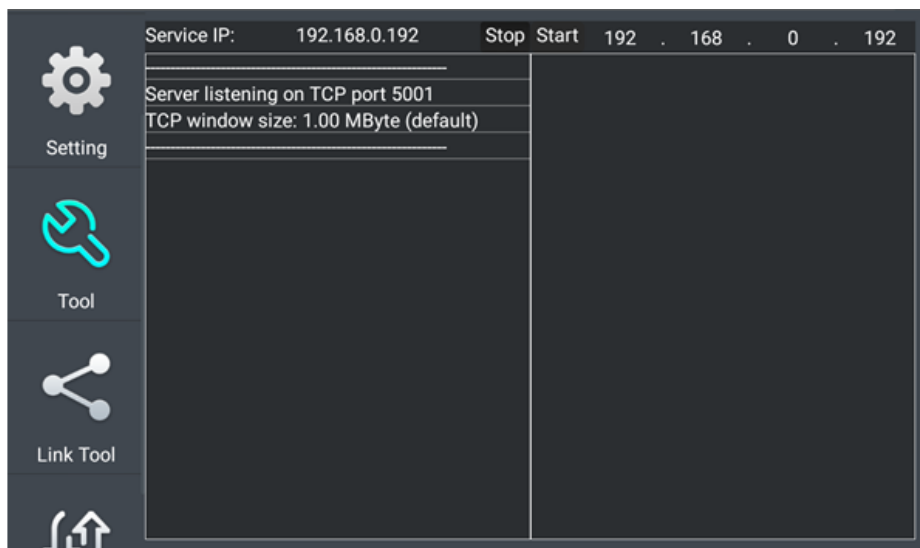 Service IP: 192.168.0.192 Stop Start 192 . 168 . 0 . 192
------------------------------------------------------------
Server listening on TCP port 5001
TCP window size: 1.00 MByte (default)
------------------------------------------------------------
Setting
Tool
Link Tool